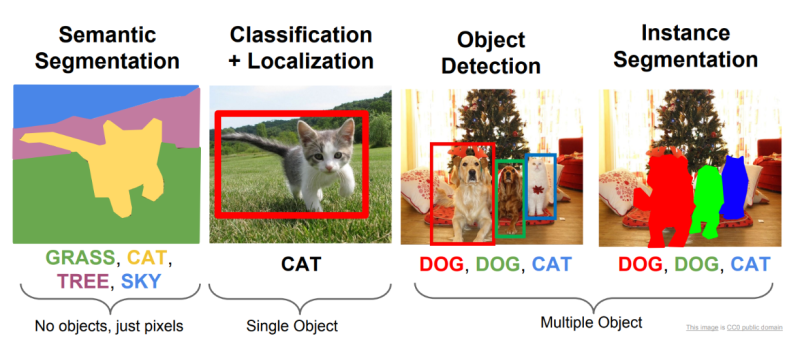 Semantic
Segmentation
Classification
+ Localization
Object
Detection
Instance
Segmentation
GRASS, CAT,
TREE, SKY
CAT
DOG, DOG, CAT
DOG, DOG, CAT
No objects, just pixels
Single Object
Multiple Object
This image is CC0 public domain